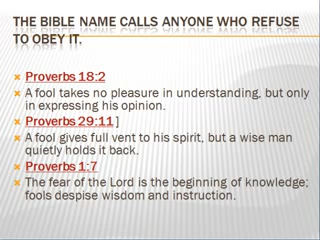 THE BIBLE NAME CALLS ANYONE WHO REFUSE
TO OBEY IT.
Proverbs 18:2
A fool takes no pleasure in understanding, but only
in expressing his opinion.
Proverbs 29:11 ]
A fool gives full vent to his spirit, but a wise man
quietly holds it back.
Proverbs 1:7
The fear of the Lord is the beginning of knowledge;
fools despise wisdom and instruction.